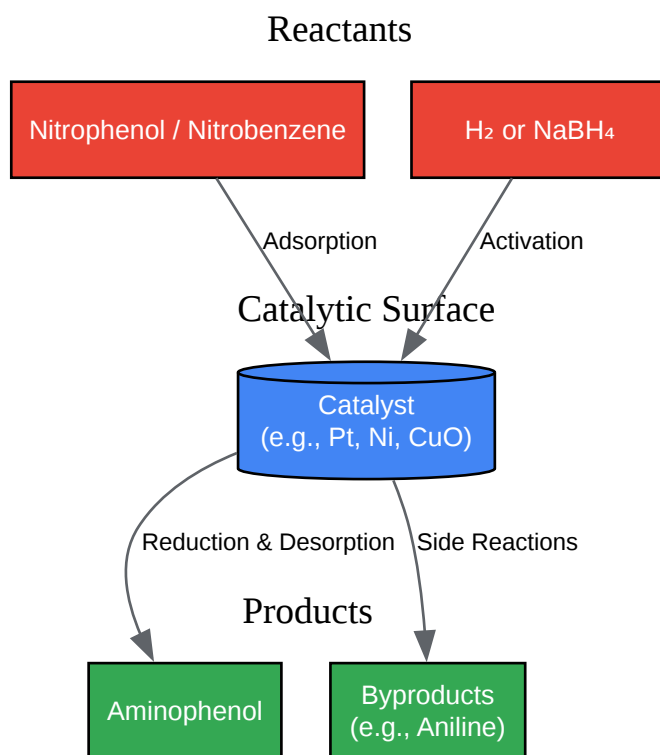 Reactants
Nitrophenol / Nitrobenzene
H₂ or NaBH₄
Adsorption
Activation
Catalytic Surface
Catalyst
(e.g., Pt, Ni, CuO)
Reduction & Desorption
Side Reactions
Products
Aminophenol
Byproducts
(e.g., Aniline)